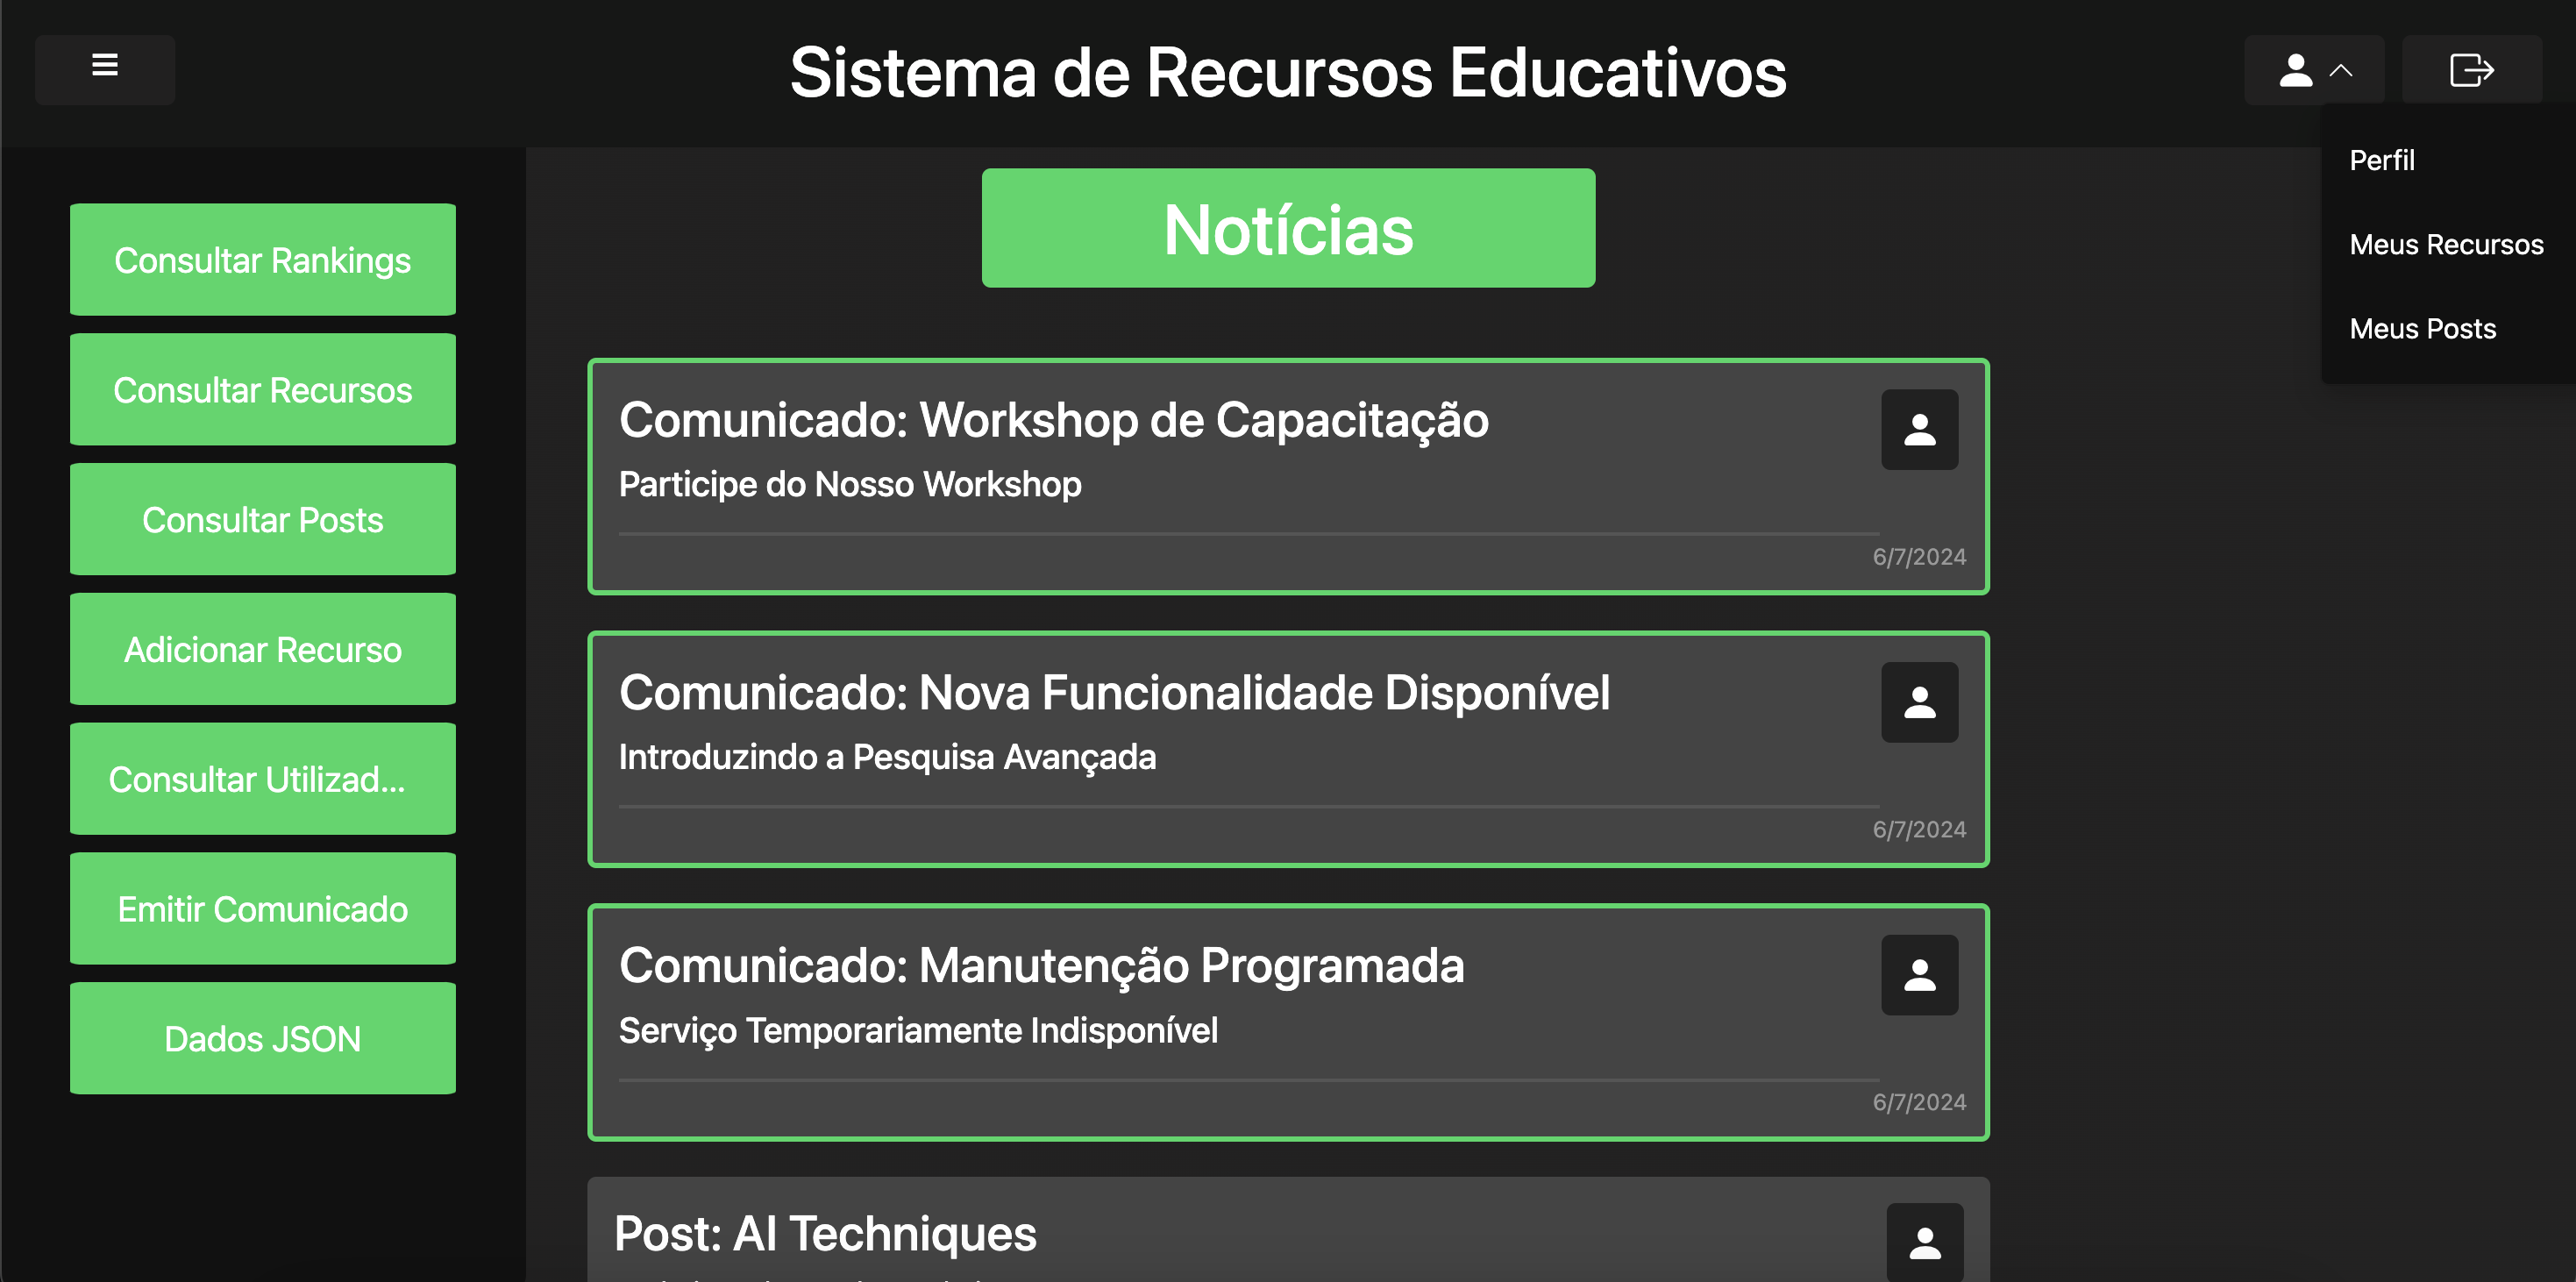 Sistema de Recursos Educativos
Perfil
Meus Recursos
Meus Posts
Consultar Rankings
Consultar Recursos
Consultar Posts
Adicionar Recurso
Consultar Utilizad...
Emitir Comunicado
Dados JSON
Notícias
Comunicado: Workshop de Capacitação
Participe do Nosso Workshop
6/7/2024
Comunicado: Nova Funcionalidade Disponível
Introduzindo a Pesquisa Avançada
6/7/2024
Comunicado: Manutenção Programada
Serviço Temporariamente Indisponível
6/7/2024
Post: AI Techniques